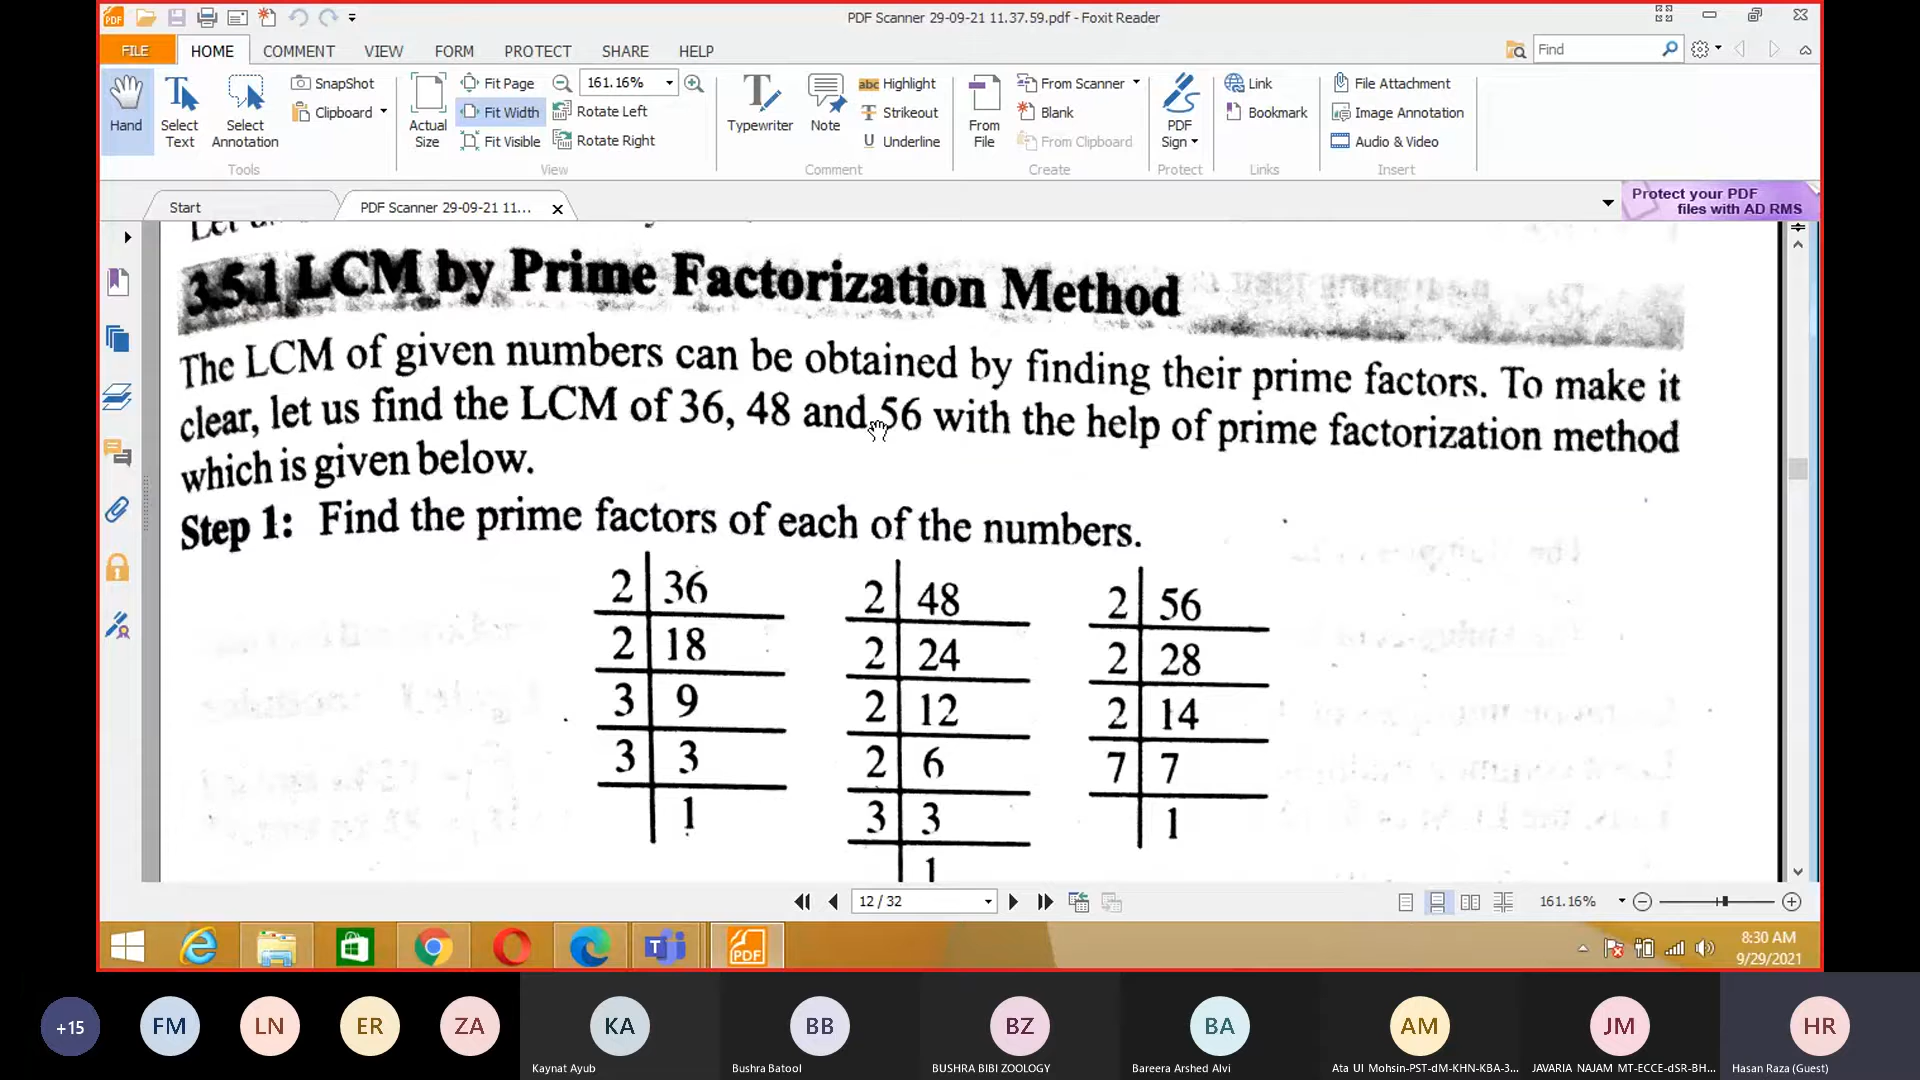 PDF Scanner 29-09-21 11.37.59.pdf - Foxit Reader
FILE HOME COMMENT VIEW FORM PROTECT SHARE HELP Find
Hand
Select Text
Select Annotation
SnapShot
Clipboard
Tools
Actual Size
Fit Page
Fit Width
Fit Visible
161.16%
Rotate Left
Rotate Right
View
Typewriter
Note
Highlight
Strikeout
Underline
Comment
From File
From Scanner
Blank
From Clipboard
Create
PDF Sign
Protect
Link
Bookmark
Links
File Attachment
Image Annotation
Audio & Video
Insert
Start
PDF Scanner 29-09-21 11...
Protect your PDF
files with AD RMS
3.5.1 LCM by Prime Factorization Method
The LCM of given numbers can be obtained by finding their prime factors. To make it
clear, let us find the LCM of 36, 48 and 56 with the help of prime factorization method
which is given below.
Step 1: Find the prime factors of each of the numbers.
2 36
2 18
3 9
3 3
1
2 48
2 24
2 12
2 6
3 3
1
2 56
2 28
2 14
7 7
1
12 / 32
161.16%
8:30 AM
9/29/2021
+15
FM
LN
ER
ZA
KA
Kaynat Ayub
BB
Bushra Batool
BZ
BUSHRA BIBI ZOOLOGY
BA
Bareera Arshed Alvi
AM
Ata Ul Mohsin-PST-dM-KHN-KBA-3...
JM
JAVARIA NAJAM MT-ECCE-dSR-BH...
HR
Hasan Raza (Guest)